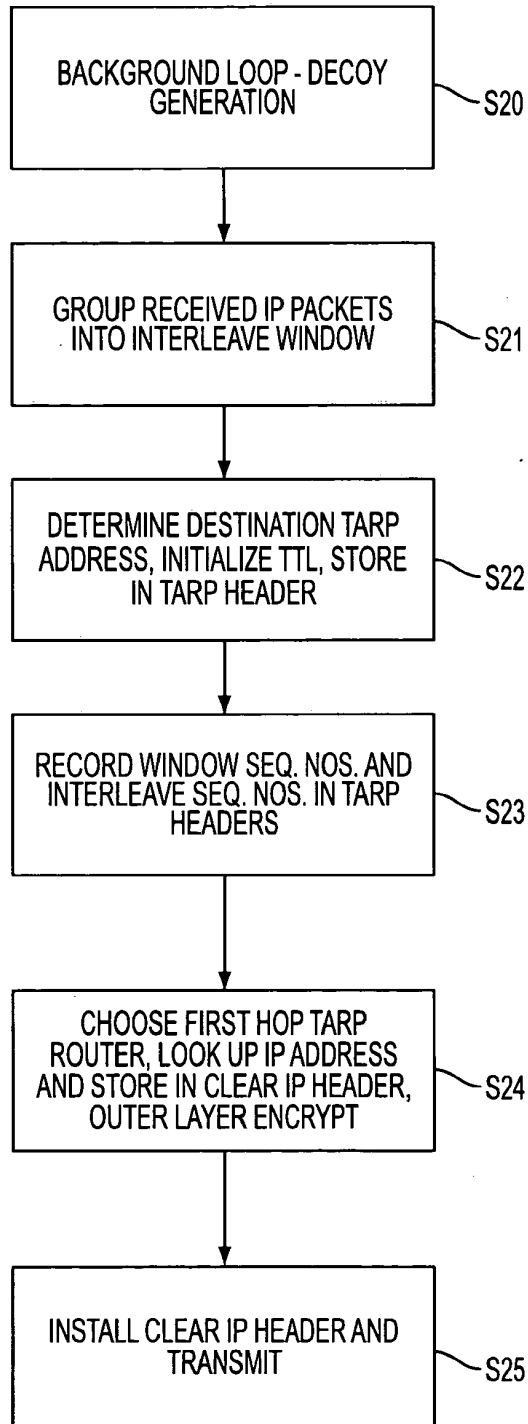 BACKGROUND LOOP - DECOY
GENERATION
S20
GROUP RECEIVED IP PACKETS
INTO INTERLEAVE WINDOW
S21
DETERMINE DESTINATION TARP
ADDRESS, INITIALIZE TTL, STORE
IN TARP HEADER
S22
RECORD WINDOW SEQ. NOS. AND
INTERLEAVE SEQ. NOS. IN TARP
HEADERS
S23
CHOOSE FIRST HOP TARP
ROUTER, LOOK UP IP ADDRESS
AND STORE IN CLEAR IP HEADER,
OUTER LAYER ENCRYPT
S24
INSTALL CLEAR IP HEADER AND
TRANSMIT
S25